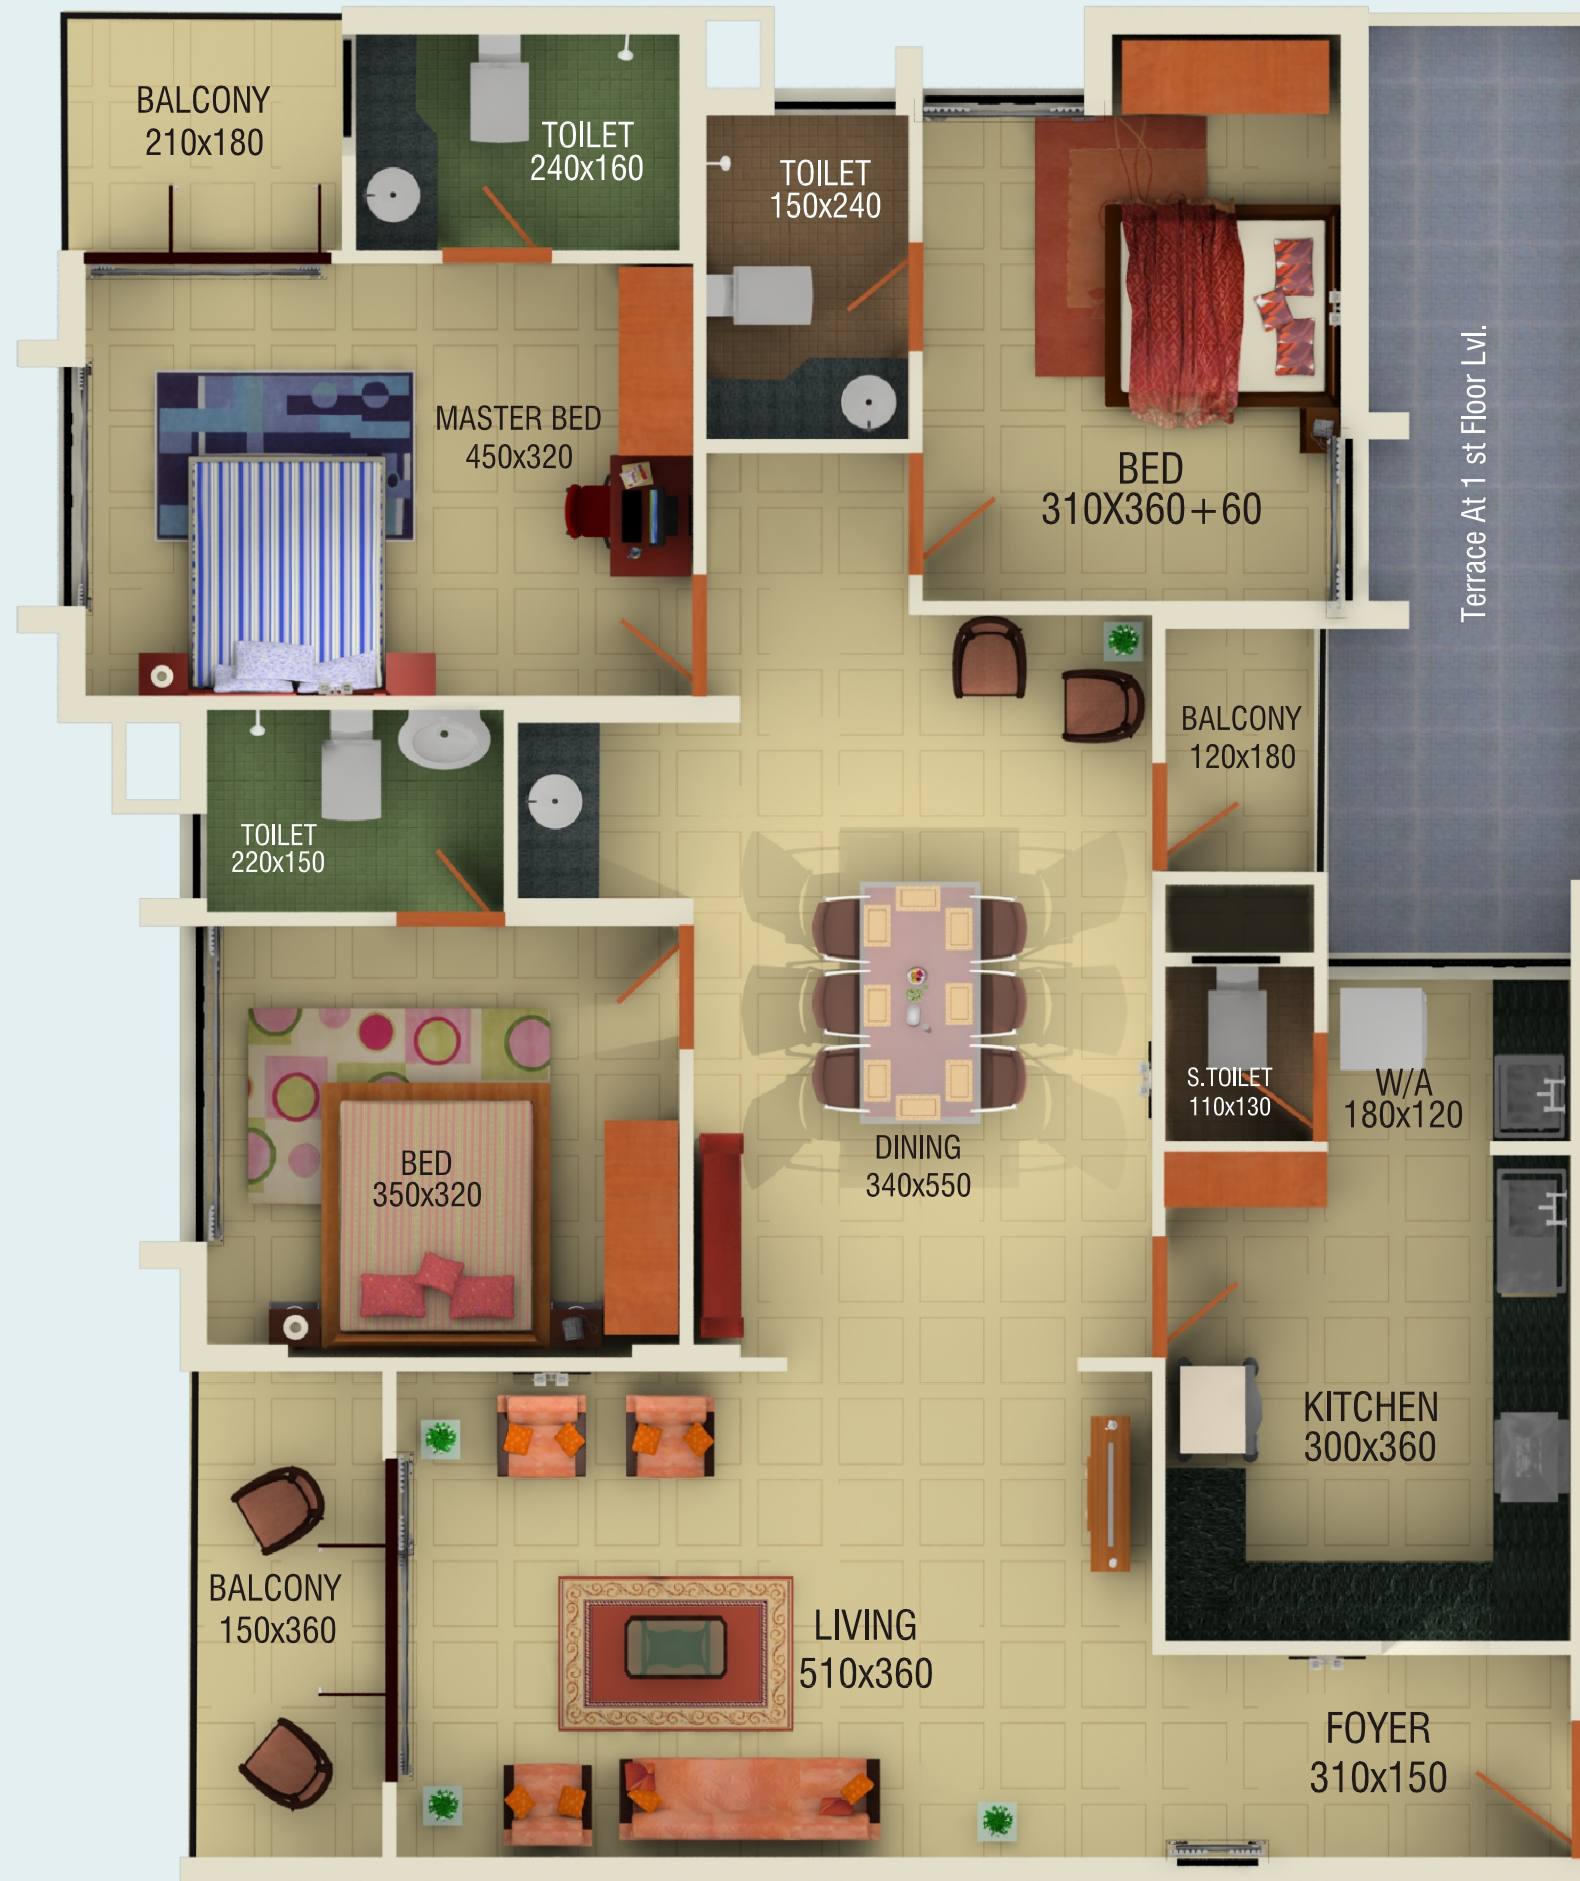 BALCONY
210x180
TOILET
240x160
TOILET
150x240
MASTER BED
450x320
BED
310X360+60
Terrace At 1 st Floor Lvl.
BALCONY
120x180
TOILET
220x150
S.TOILET
110x130
W/A
180x120
DINING
340x550
BED
350x320
KITCHEN
300x360
BALCONY
150x360
LIVING
510x360
FOYER
310x150